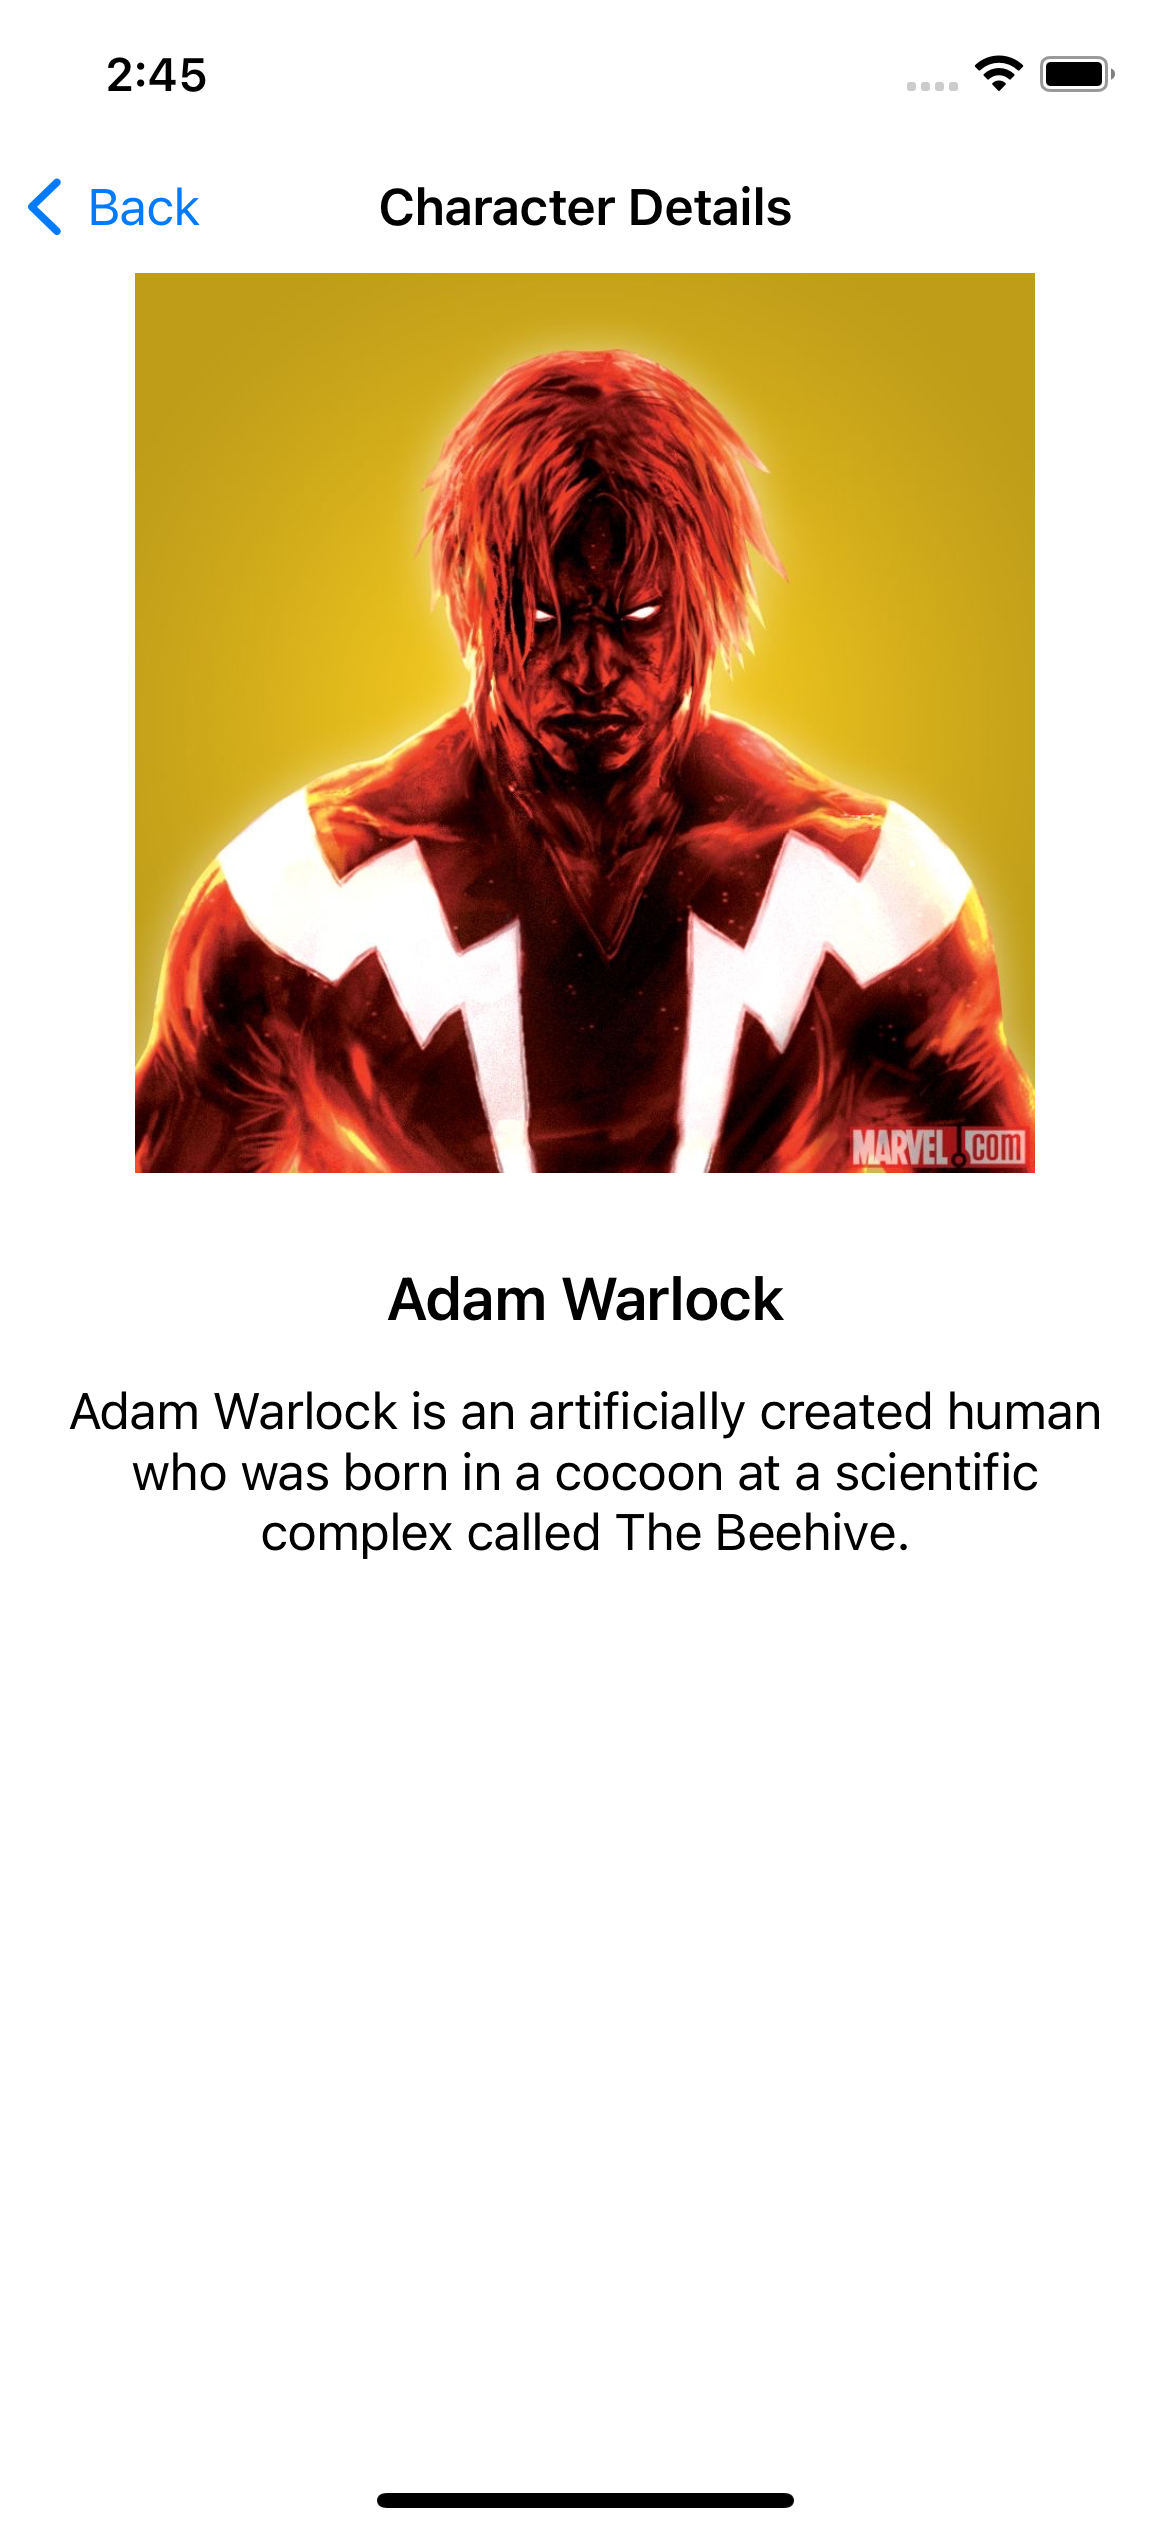 2:45
Back
Character Details
MARVEL.com
Adam Warlock
Adam Warlock is an artificially created human
who was born in a cocoon at a scientific
complex called The Beehive.